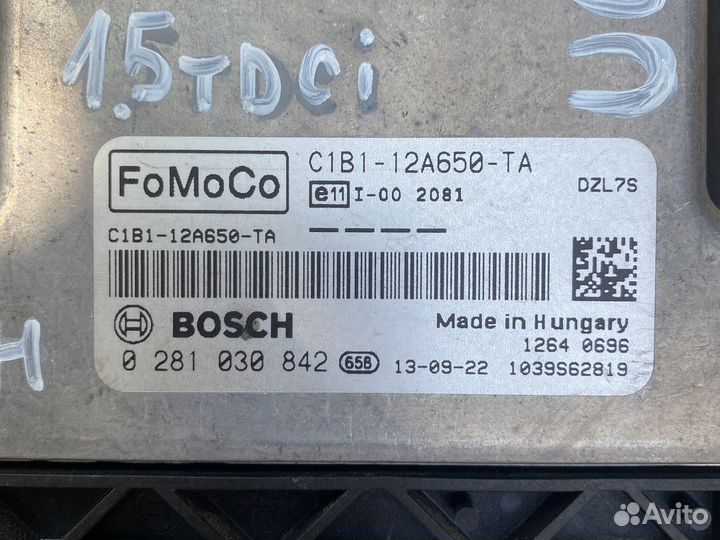 1.5TDCi
FoMoCo
C1B1-12A650-TA
e11 I-00 2081
DZL7S
C1B1-12A650-TA
BOSCH
Made in Hungary
1264 0696
0 281 030 842 65B 13-09-22 1039S62819
H
Avito